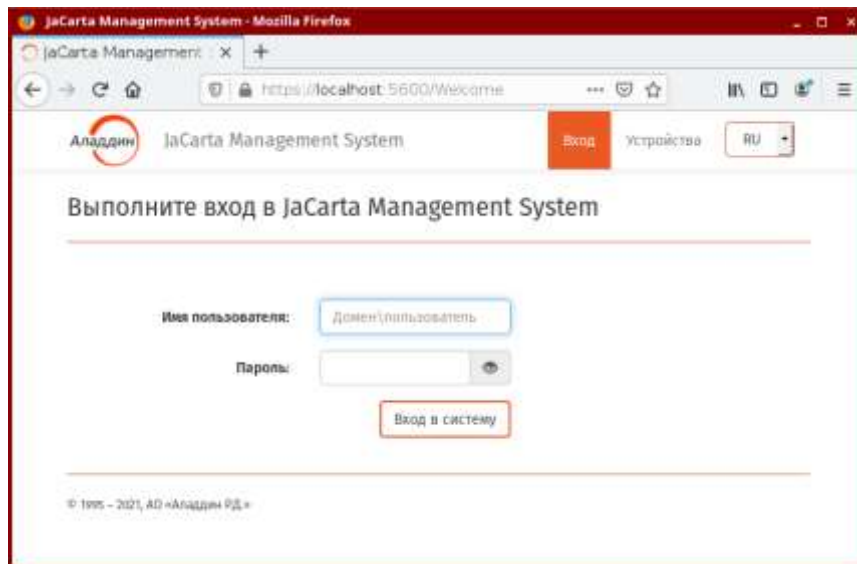 JaCarta Management System - Mozilla Firefox
JaCarta Management
https://localhost:5600/Welcome
Аладдин
JaCarta Management System
Вход
Устройства
RU
Выполните вход в JaCarta Management System
Имя пользователя:
Домен\пользователь
Пароль:
Вход в систему
© 1995 – 2021, АО «Аладдин Р.Д.»